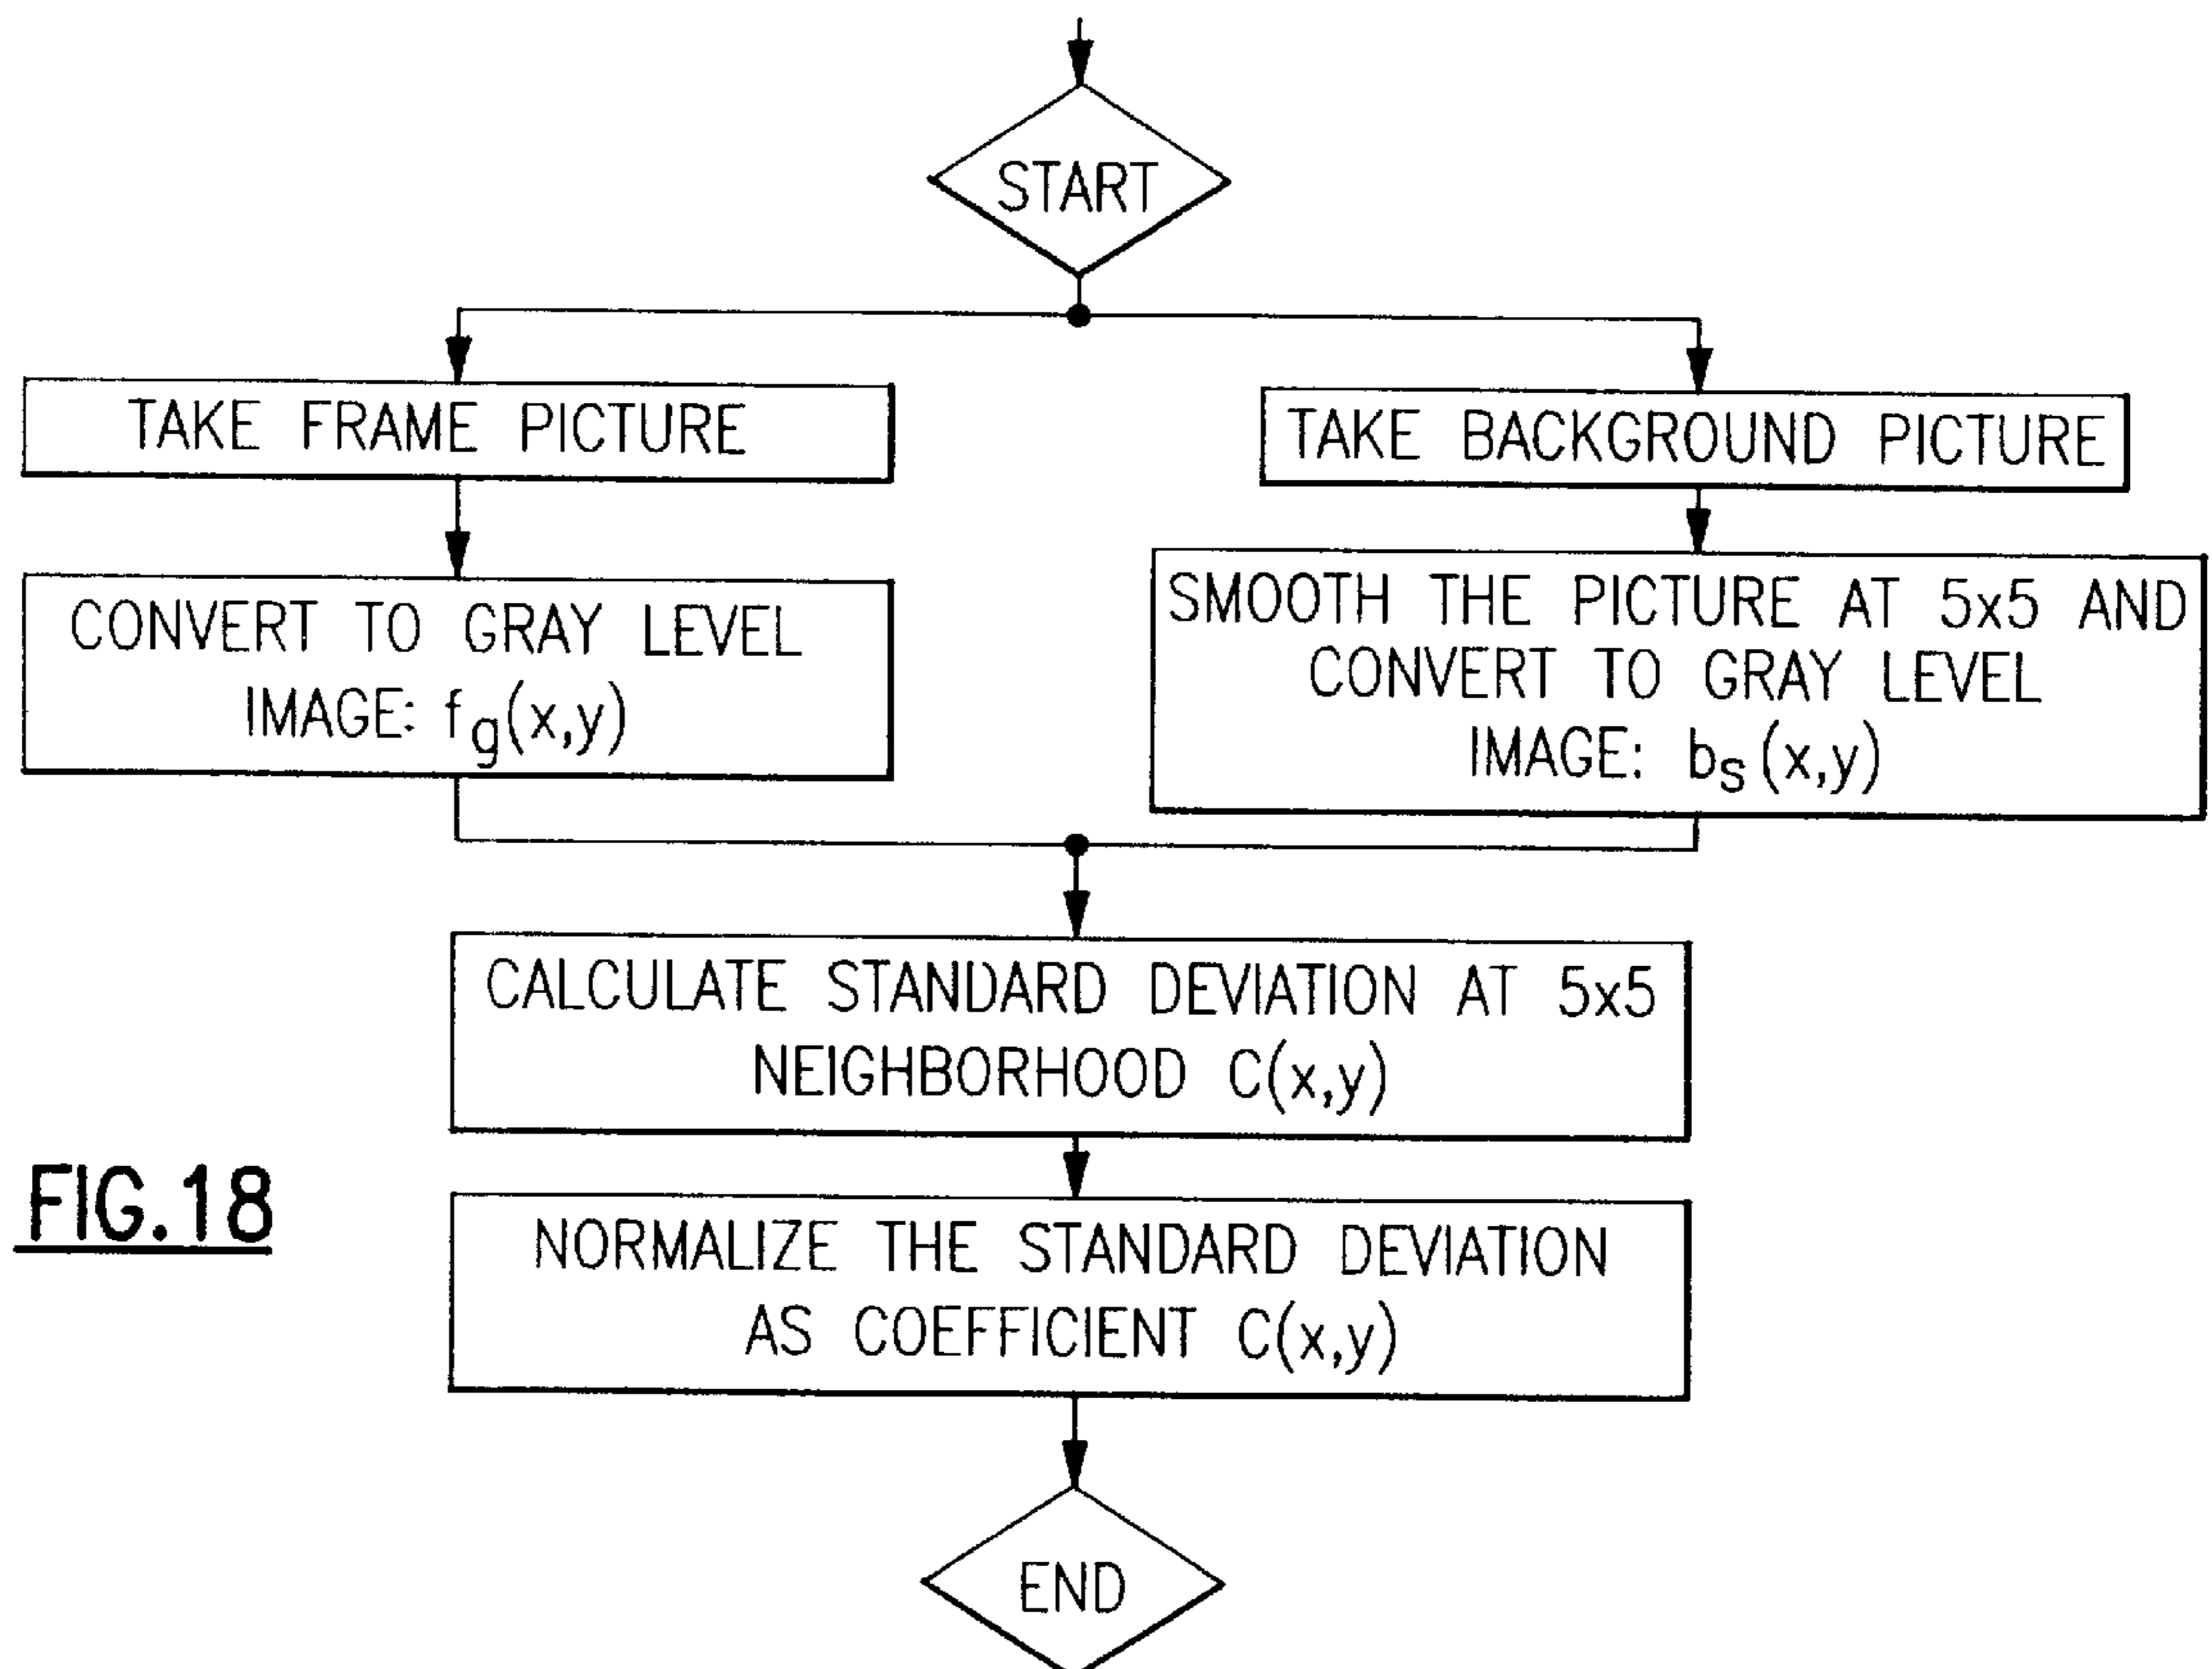 START
TAKE FRAME PICTURE
TAKE BACKGROUND PICTURE
CONVERT TO GRAY LEVEL
IMAGE: fg(x,y)
SMOOTH THE PICTURE AT 5x5 AND
CONVERT TO GRAY LEVEL
IMAGE: bs(x,y)
CALCULATE STANDARD DEVIATION AT 5x5
NEIGHBORHOOD C(x,y)
NORMALIZE THE STANDARD DEVIATION
AS COEFFICIENT C(x,y)
END
FIG.18